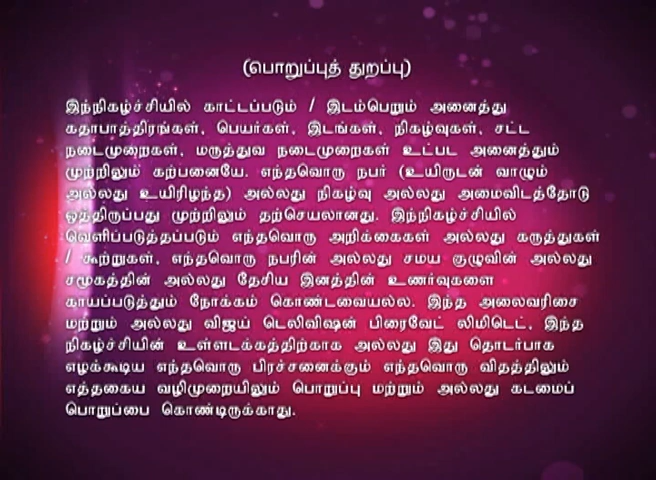 (பொறுப்புத் துறப்பு)
இந்நிகழ்ச்சியில் காட்டப்படும் / இடம்பெறும் அனைத்து
கதாபாத்திரங்கள், பெயர்கள், இடங்கள், நிகழ்வுகள், சட்ட
நடைமுறைகள், மருத்துவ நடைமுறைகள் உட்பட அனைத்தும்
முற்றிலும் கற்பனையே. எந்தவொரு நபர் (உயிருடன் வாழும்
அல்லது உயிரிழந்த) அல்லது நிகழ்வு அல்லது அமைவிடத்தோடு
ஒத்திருப்பது முற்றிலும் தற்செயலானது. இந்நிகழ்ச்சியில்
வெளிப்படுத்தப்படும் எந்தவொரு அறிக்கைகள் அல்லது கருத்துகள்
/ கூற்றுகள், எந்தவொரு நபரின் அல்லது சமய குழுவின் அல்லது
சமூகத்தின் அல்லது தேசிய இனத்தின் உணர்வுகளை
காயப்படுத்தும் நோக்கம் கொண்டவையல்ல. இந்த அலைவரிசை
மற்றும் அல்லது விஜய் டெலிவிஷன் பிரைவேட் லிமிடெட், இந்த
நிகழ்ச்சியின் உள்ளடக்கத்திற்காக அல்லது இது தொடர்பாக
எழக்கூடிய எந்தவொரு பிரச்சனைக்கும் எந்தவொரு விதத்திலும்
எத்தகைய வழிமுறையிலும் பொறுப்பு மற்றும் அல்லது கடமைப்
பொறுப்பை கொண்டிருக்காது.